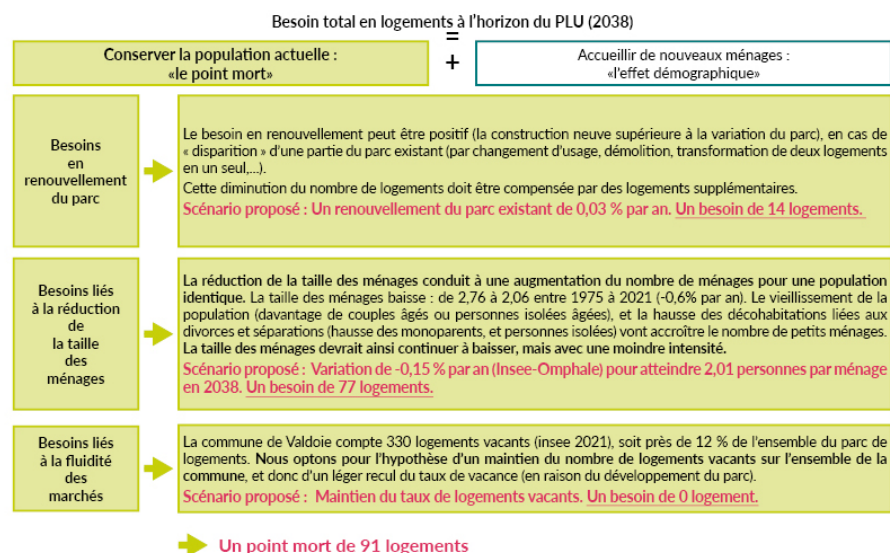 Besoin total en logements à l'horizon du PLU (2038)
=
Conserver la population actuelle :
«le point mort»
+
Accueillir de nouveaux ménages :
«l'effet démographique»
Besoins
en
renouvellement
du parc
Le besoin en renouvellement peut être positif (la construction neuve supérieure à la variation du parc), en cas de
« disparition » d'une partie du parc existant (par changement d'usage, démolition, transformation de deux logements
en un seul,...).
Cette diminution du nombre de logements doit être compensée par des logements supplémentaires.
Scénario proposé : Un renouvellement du parc existant de 0,03 % par an. Un besoin de 14 logements.
Besoins liés
à la réduction
de
la taille
des
ménages
La réduction de la taille des ménages conduit à une augmentation du nombre de ménages pour une population
identique. La taille des ménages baisse : de 2,76 à 2,06 entre 1975 à 2021 (-0,6% par an). Le vieillissement de la
population (davantage de couples âgés ou personnes isolées âgées), et la hausse des décohabitations liées aux
divorces et séparations (hausse des monoparents, et personnes isolées) vont accroître le nombre de petits ménages.
La taille des ménages devrait ainsi continuer à baisser, mais avec une moindre intensité.
Scénario proposé : Variation de -0,15 % par an (Insee-Omphale) pour atteindre 2,01 personnes par ménage
en 2038. Un besoin de 77 logements.
Besoins liés
à la fluidité
des
marchés
La commune de Valdoie compte 330 logements vacants (insee 2021), soit près de 12 % de l'ensemble du parc de
logements. Nous optons pour l'hypothèse d'un maintien du nombre de logements vacants sur l'ensemble de la
commune, et donc d'un léger recul du taux de vacance (en raison du développement du parc).
Scénario proposé : Maintien du taux de logements vacants. Un besoin de 0 logement.
Un point mort de 91 logements